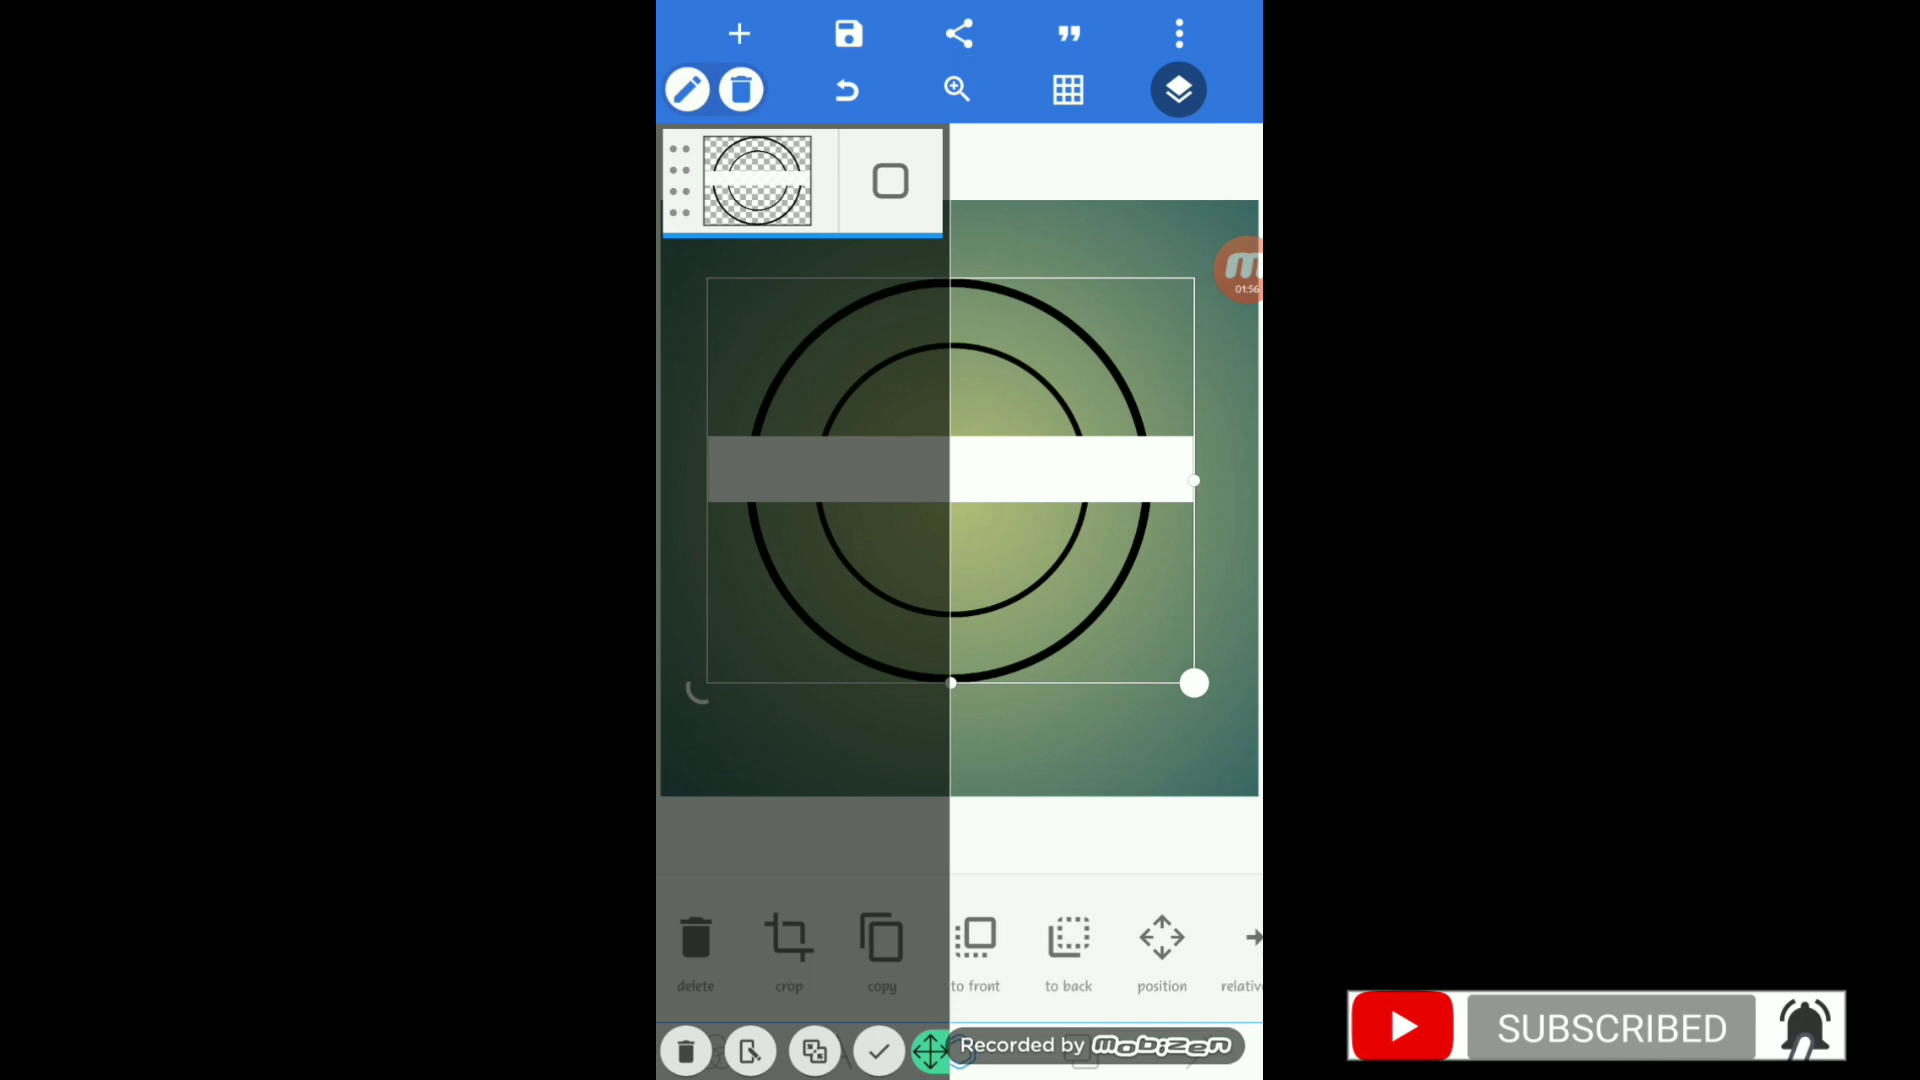 01:56
delete crop copy to front to back position relativ
Recorded by mobizen
SUBSCRIBED